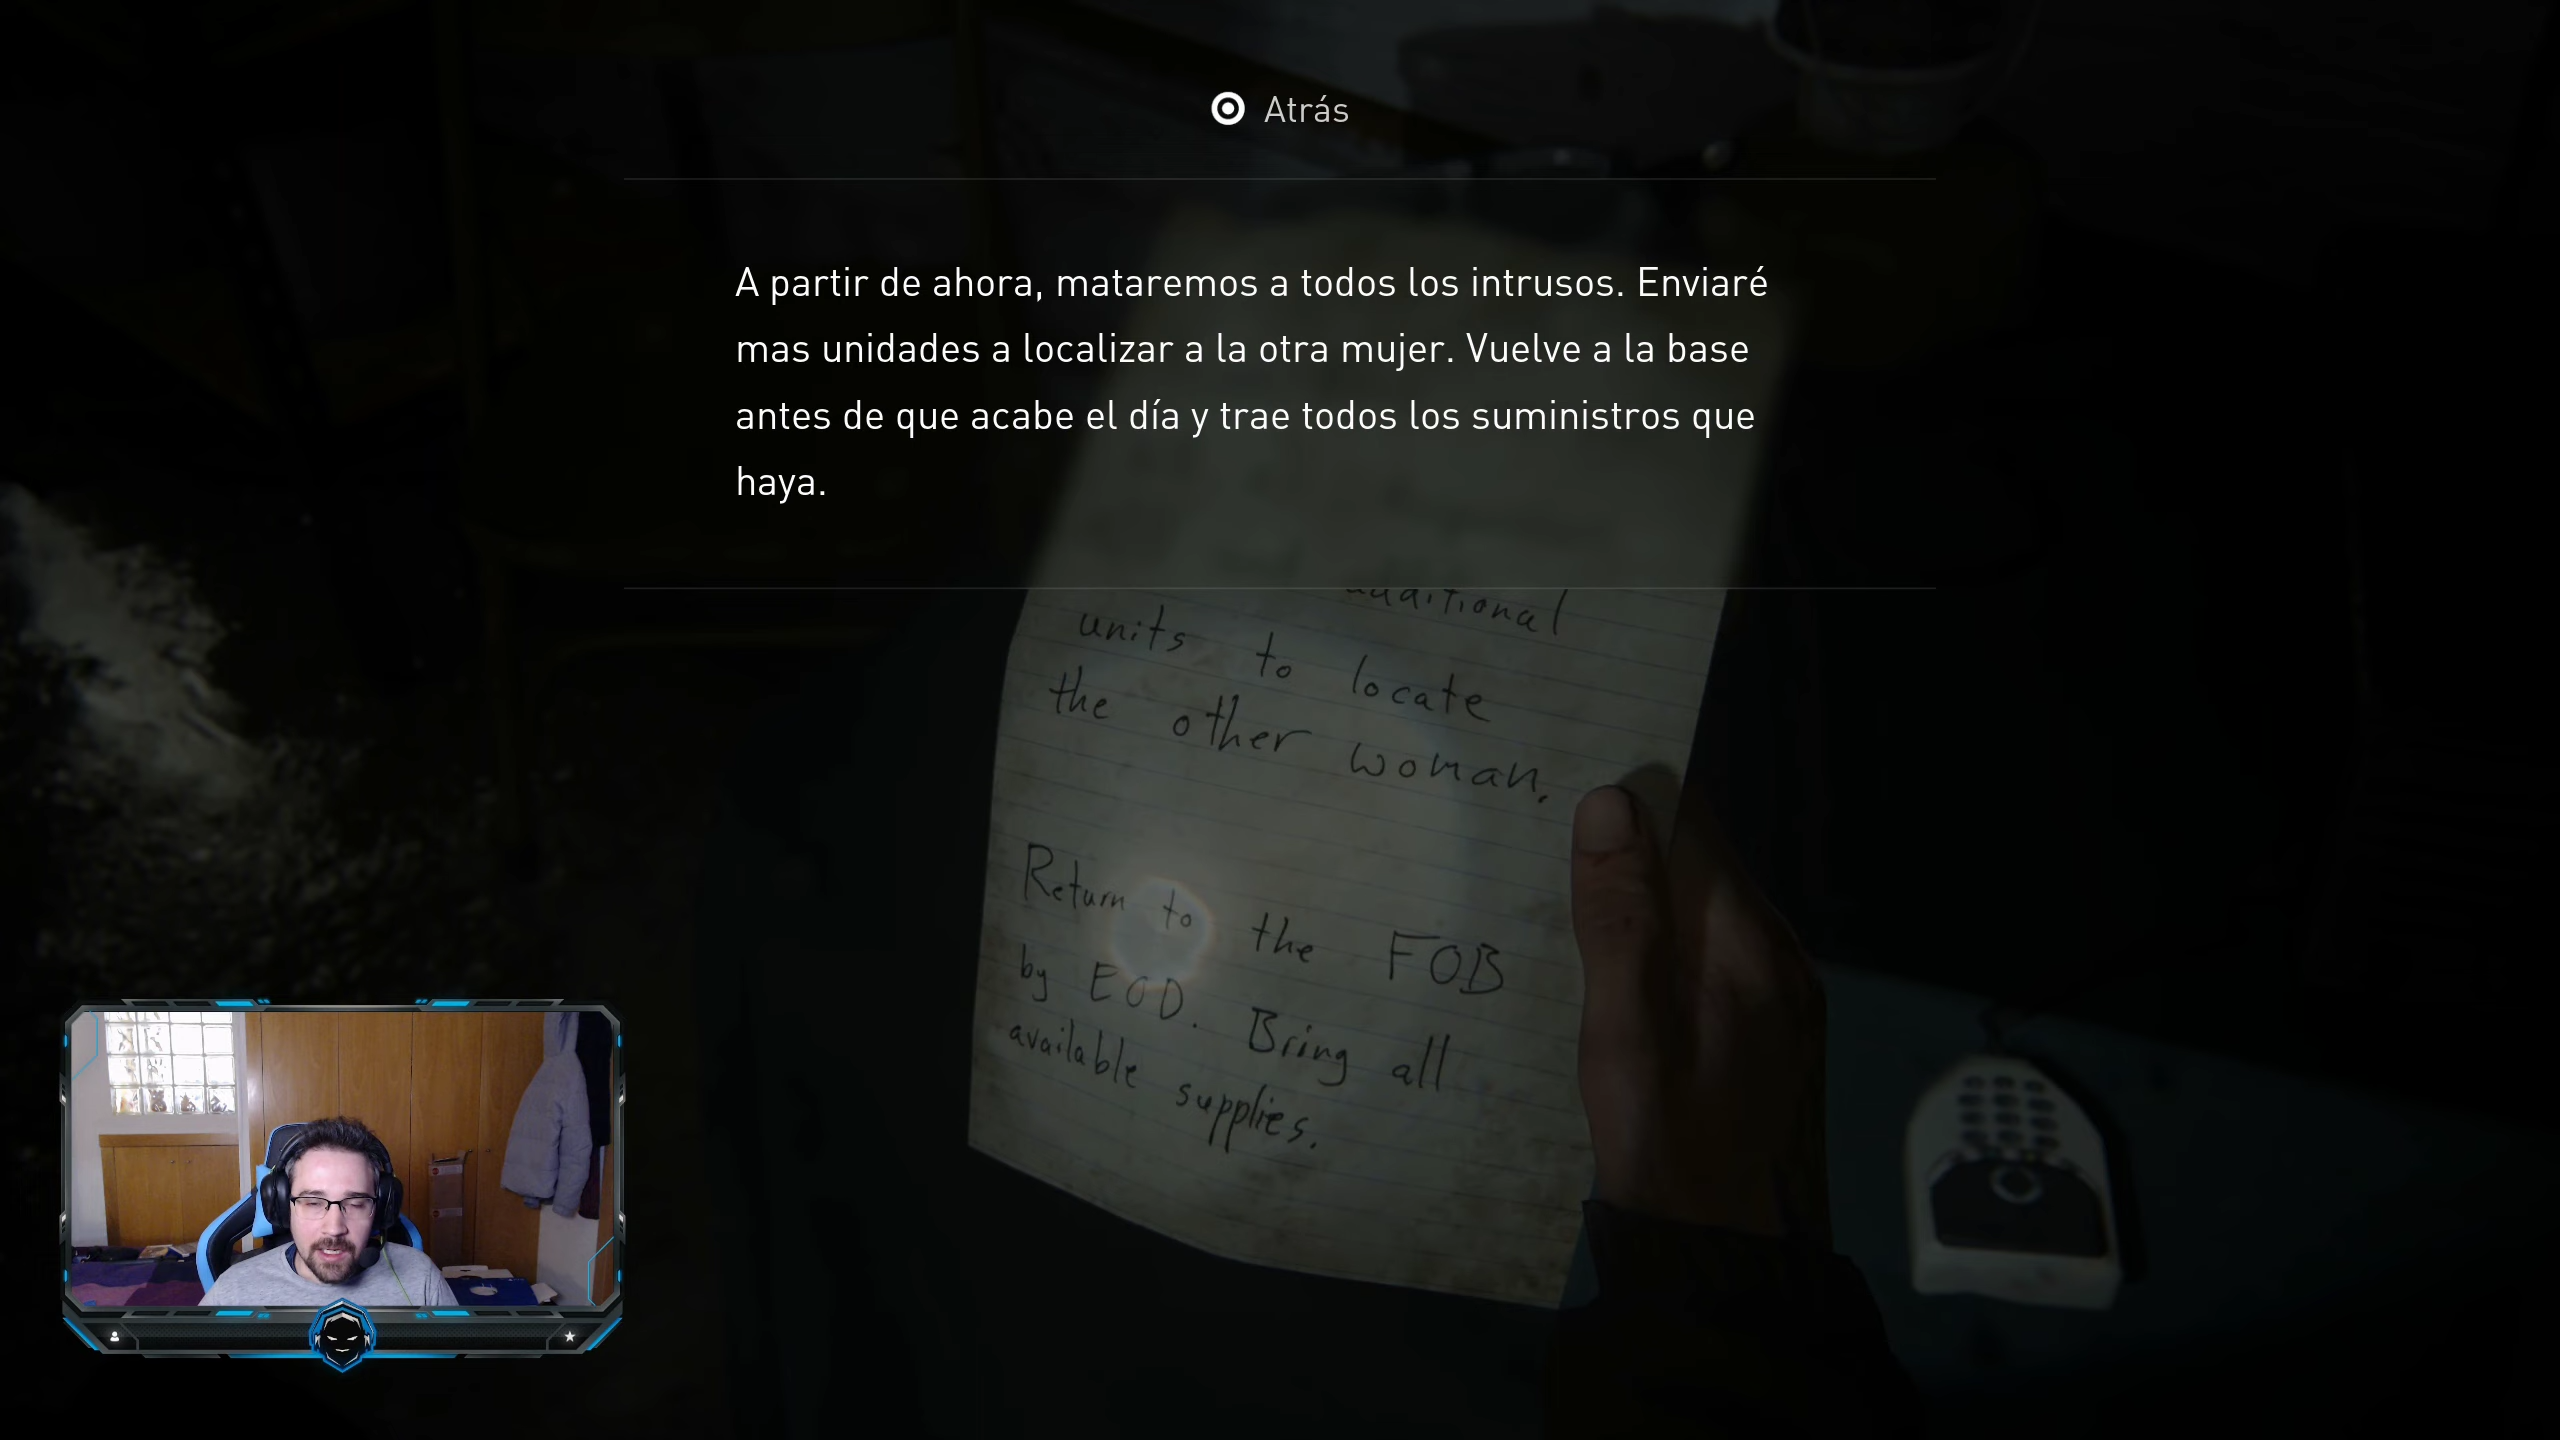 Atrás
A partir de ahora, mataremos a todos los intrusos. Enviaré
mas unidades a localizar a la otra mujer. Vuelve a la base
antes de que acabe el día y trae todos los suministros que
haya.
additional
units to locate
the other woman.
Return to the FOB
by EOD. Bring all
available supplies.